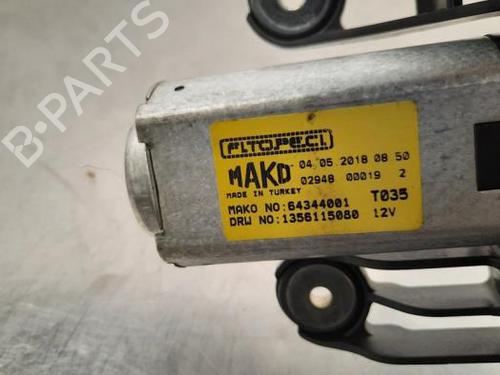 B-PARTS
MAKO
04 05 2018 08 50
02948 00019 2
MADE IN TURKEY
MAKO NO:64344001 T035
DRW NO:1356115080 12V